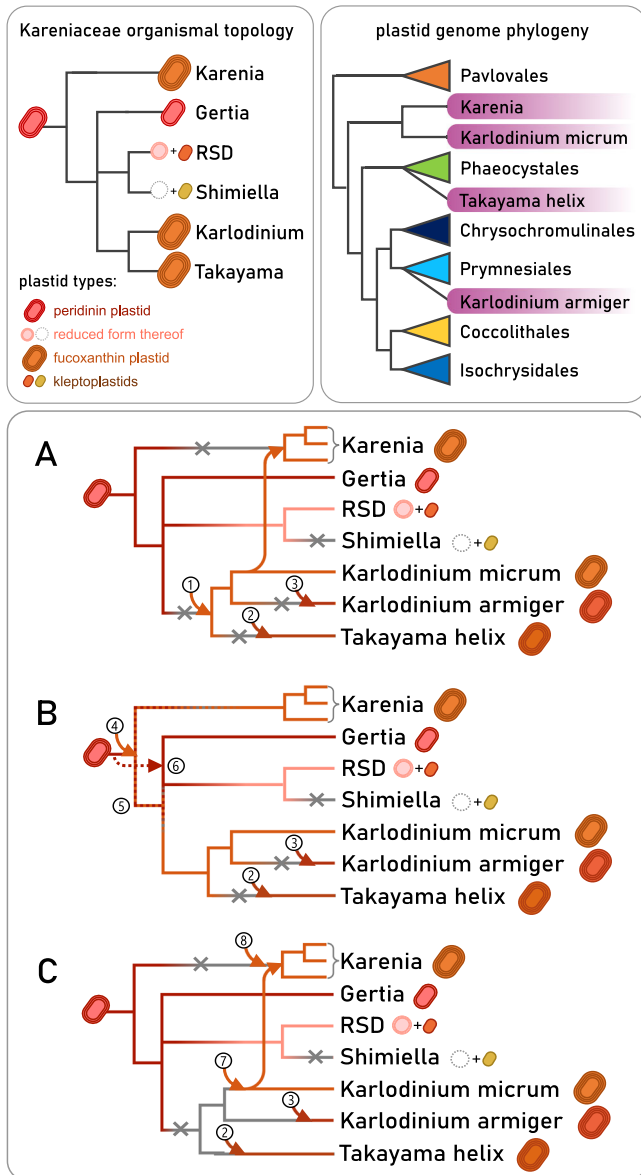 Kareniaceae organismal topology
Karenia
Gertia
+ RSD
+ Shimiella
Karlodinium
Takayama
plastid types:
peridinin plastid
reduced form thereof
fucoxanthin plastid
kleptoplastids
plastid genome phylogeny
Pavlovales
Karenia
Karlodinium micrum
Phaeocystales
Takayama helix
Chrysochromulinales
Prymnesiales
Karlodinium armiger
Coccolithales
Isochrysidales
A
Karenia
Gertia
RSD +
Shimiella +
1
Karlodinium micrum
3
Karlodinium armiger
2
Takayama helix
B
Karenia
4
Gertia
6
RSD +
Shimiella +
5
Karlodinium micrum
3
Karlodinium armiger
2
Takayama helix
C
8
Karenia
Gertia
RSD +
Shimiella +
7
Karlodinium micrum
3
Karlodinium armiger
2
Takayama helix